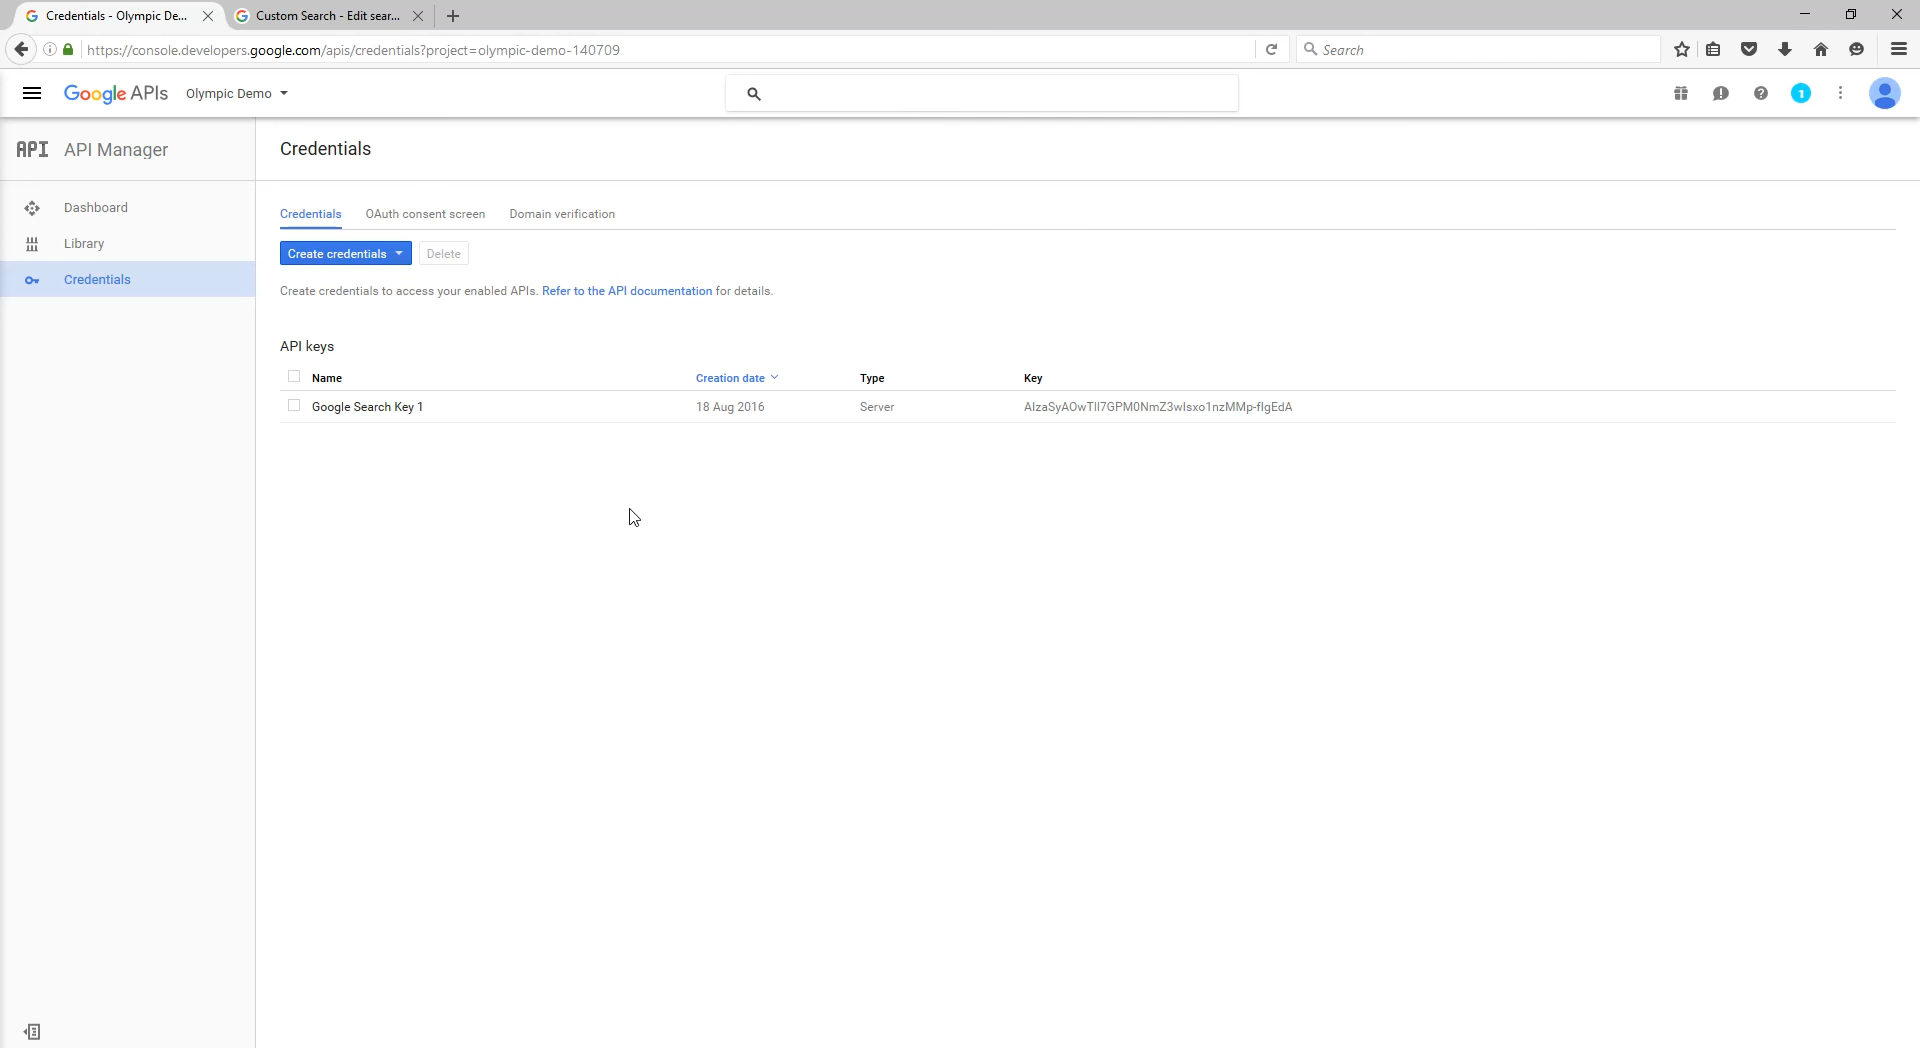 Credentials - Olympic De...
Custom Search - Edit sear...
https://console.developers.google.com/apis/credentials?project=olympic-demo-140709
Search
Google APIs
Olympic Demo
1
API API Manager
Credentials
Dashboard
Library
Credentials
Credentials
OAuth consent screen
Domain verification
Create credentials
Delete
Create credentials to access your enabled APIs. Refer to the API documentation for details.
API keys
Name Creation date Type Key
Google Search Key 1 18 Aug 2016 Server AIzaSyAOwTIl7GPM0NmZ3wIsxo1nzMMp-fIgEdA